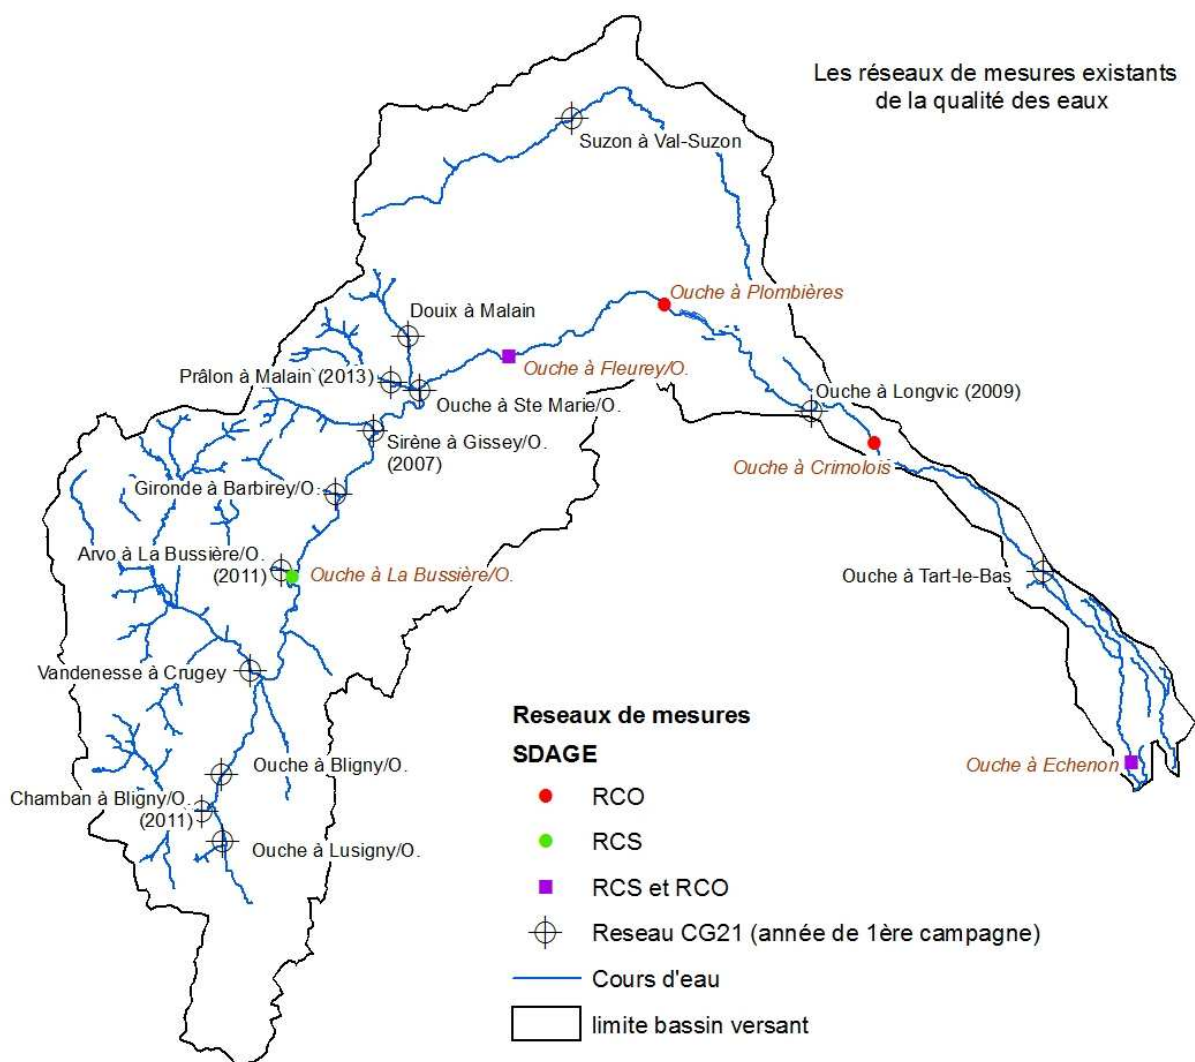 Les réseaux de mesures existants
de la qualité des eaux
Suzon à Val-Suzon
Ouche à Plombières
Douix à Malain
Ouche à Fleurey/O.
Prâlon à Malain (2013)
Ouche à Ste Marie/O.
Ouche à Longvic (2009)
Sirène à Gissey/O.
(2007)
Ouche à Crimolois
Gironde à Barbirey/O.
Arvo à La Bussière/O.
(2011)
Ouche à La Bussière/O.
Ouche à Tart-le-Bas
Vandenesse à Crugey
Ouche à Bligny/O.
Chamban à Bligny/O.
(2011)
Ouche à Lusigny/O.
Ouche à Echenon
Reseaux de mesures
SDAGE
RCO
RCS
RCS et RCO
Reseau CG21 (année de 1ère campagne)
Cours d'eau
limite bassin versant